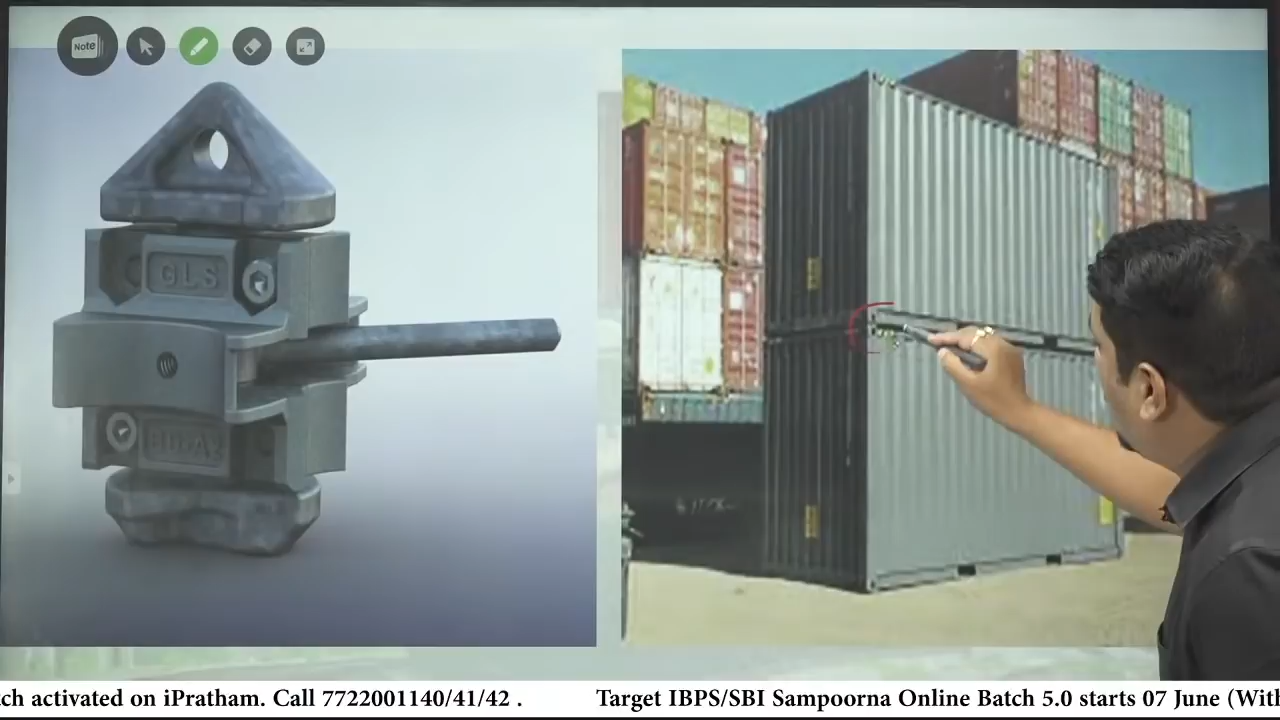 Note
GLS
tch activated on iPratham. Call 7722001140/41/42 . Target IBPS/SBI Sampoorna Online Batch 5.0 starts 07 June (With